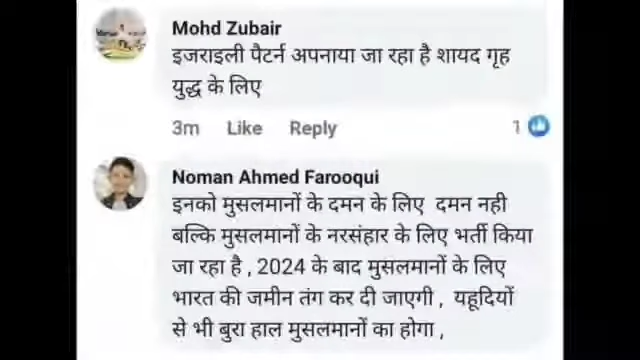 Mohd Zubair
इजराइली पैटर्न अपनाया जा रहा है शायद गृह
युद्ध के लिए
3m Like Reply 1
Noman Ahmed Farooqui
इनको मुसलमानों के दमन के लिए दमन नही
बल्कि मुसलमानों के नरसंहार के लिए भर्ती किया
जा रहा है , 2024 के बाद मुसलमानों के लिए
भारत की जमीन तंग कर दी जाएगी , यहूदियों
से भी बुरा हाल मुसलमानों का होगा ,